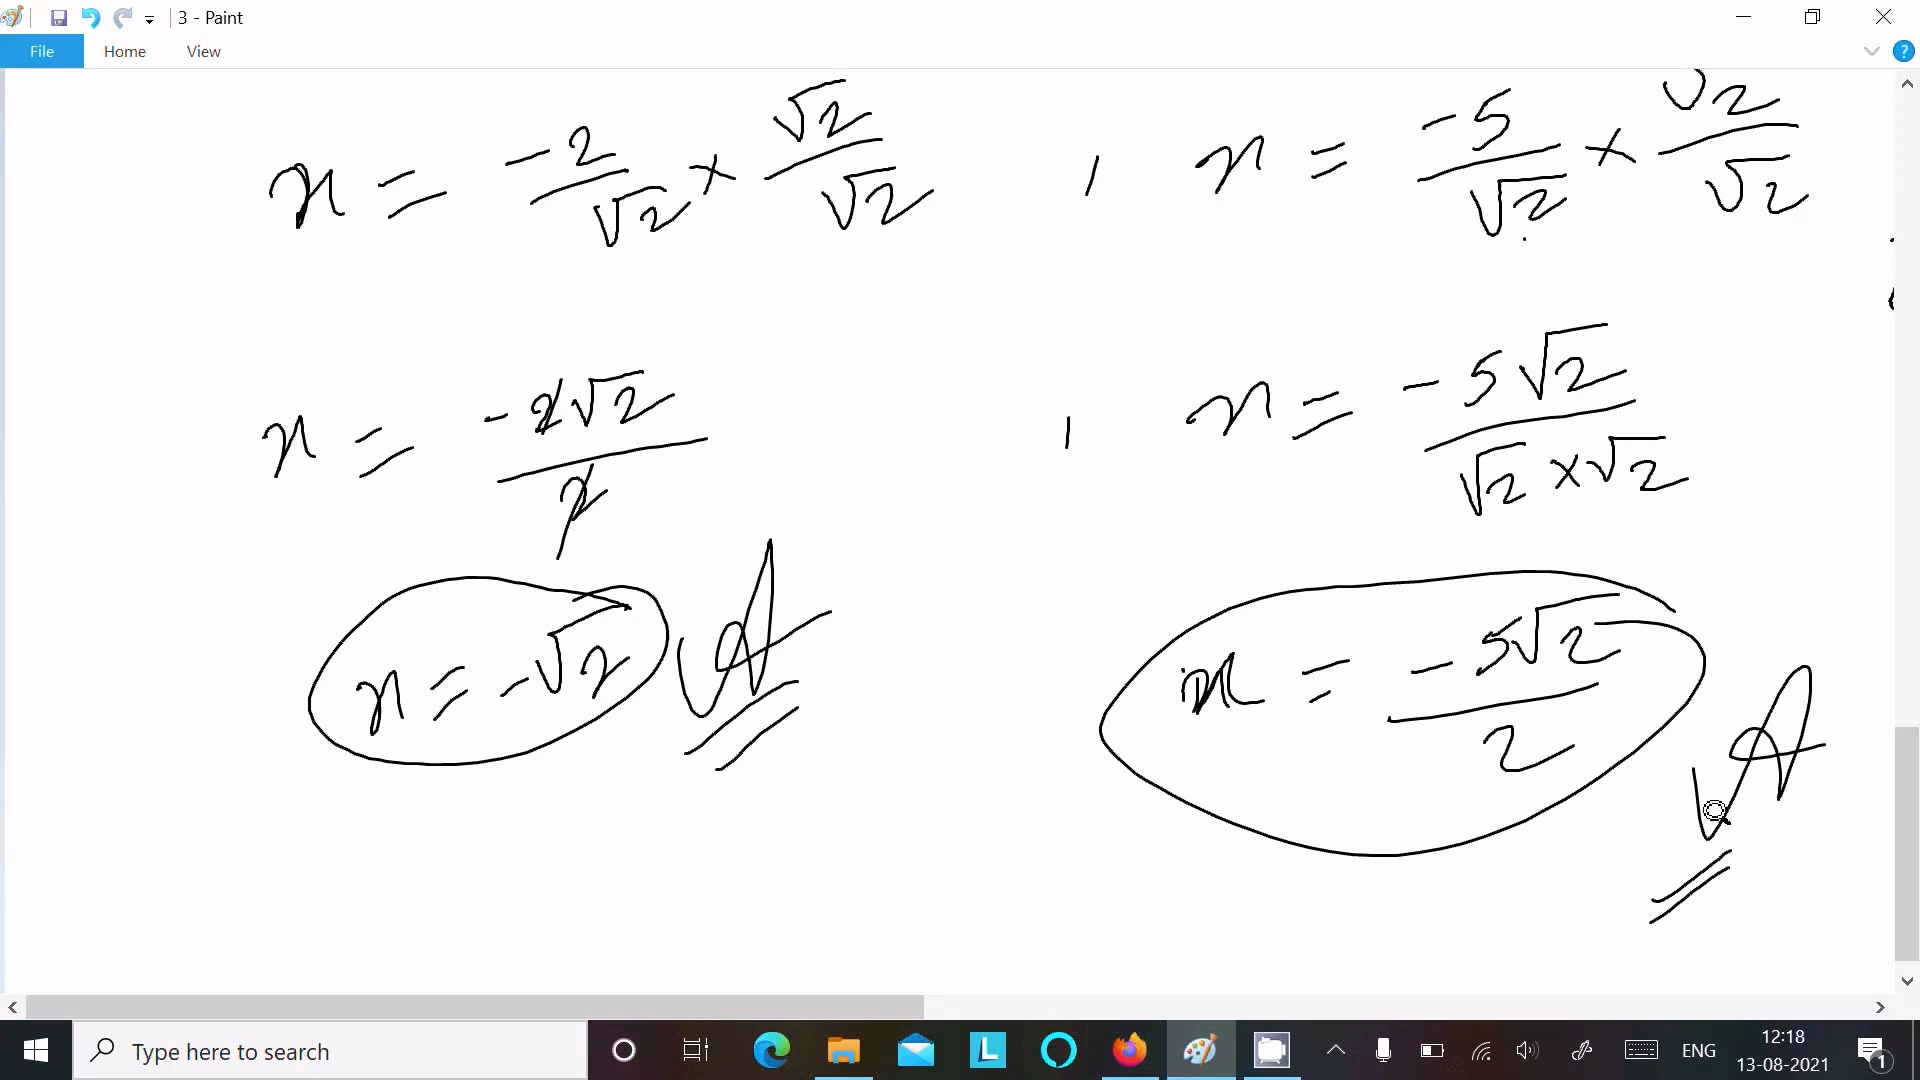 3 - Paint
File Home View
x = -2/√2 × √2/√2 , x = -5/√2 × √2/√2
x = -2√2/2 , x = -5√2/(√2 × √2)
x = -√2 A x = -5√2/2 A
Type here to search
L
ENG
12:18
13-08-2021
1